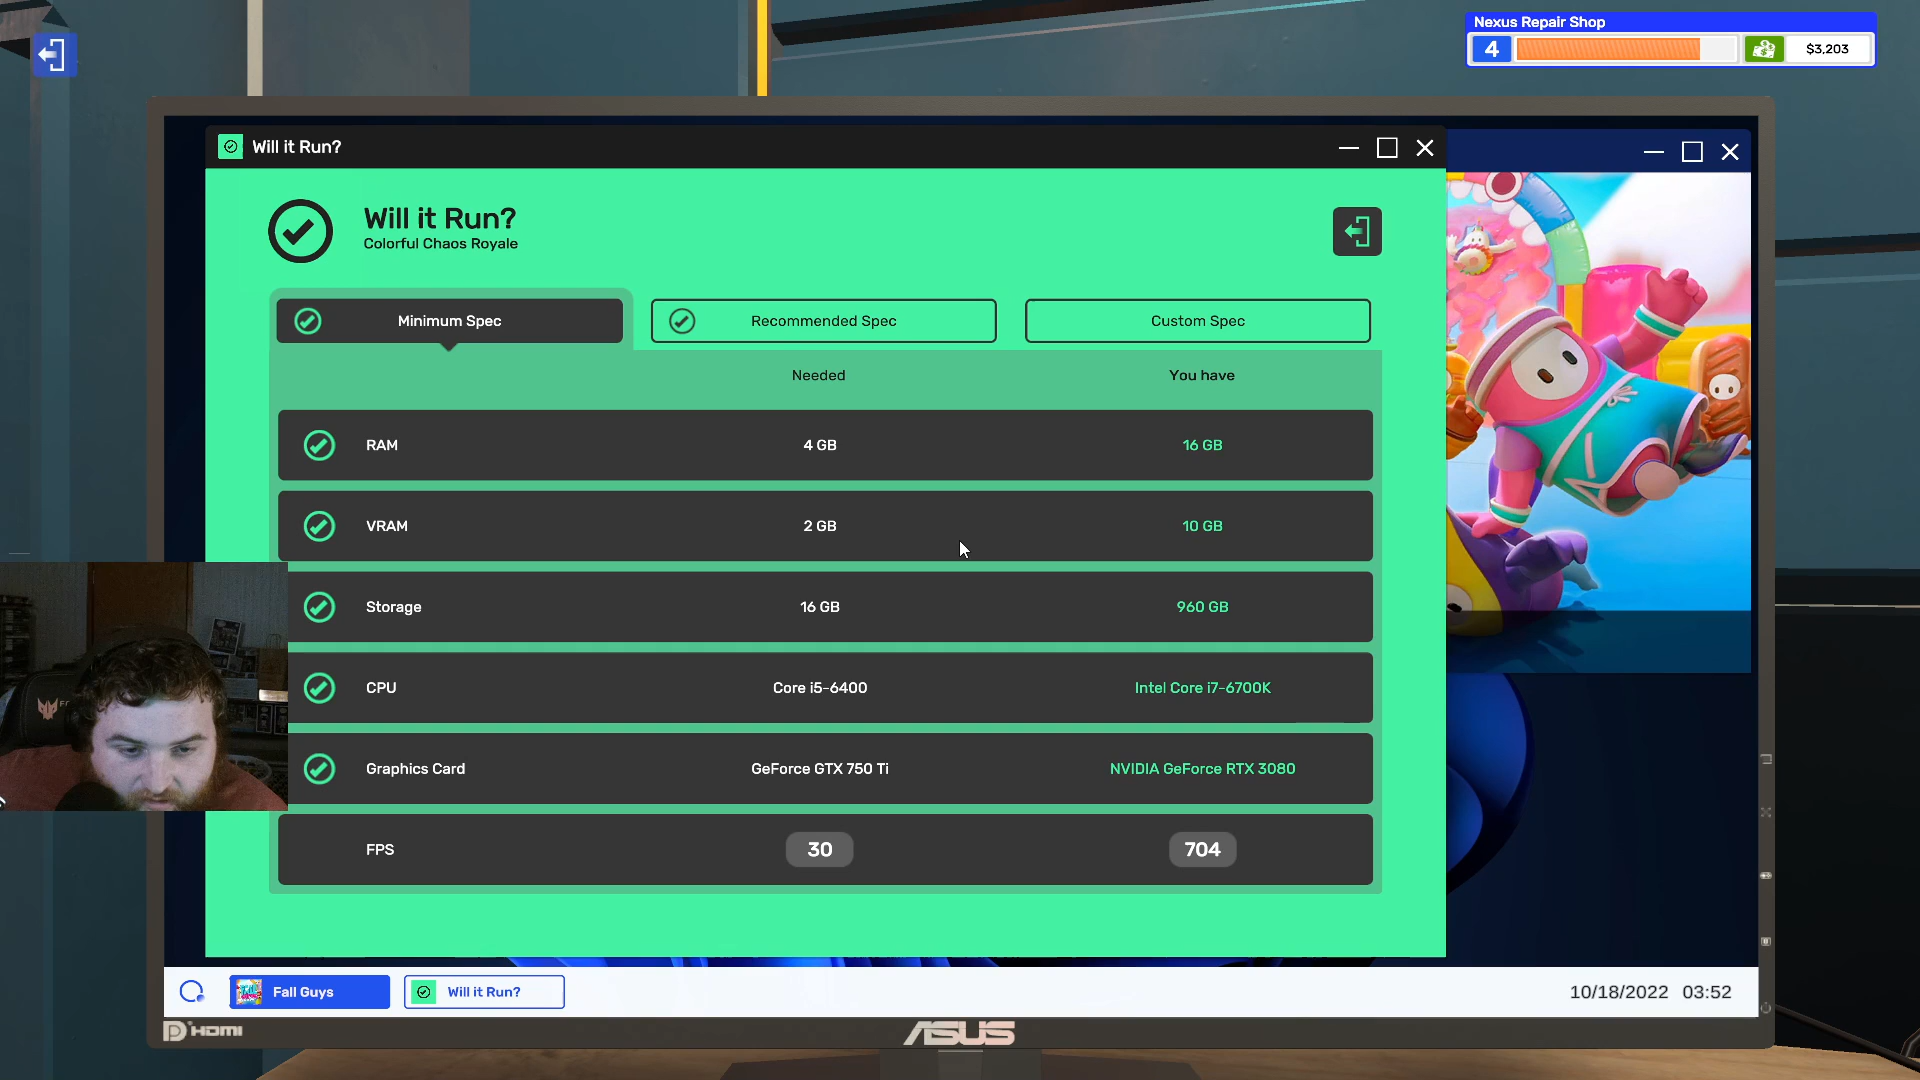 Nexus Repair Shop
4
$3,203
Will it Run?
Will it Run?
Colorful Chaos Royale
Minimum Spec
Recommended Spec
Custom Spec
Needed
You have
RAM
4 GB
16 GB
VRAM
2 GB
10 GB
Storage
16 GB
960 GB
CPU
Core i5-6400
Intel Core i7-6700K
Graphics Card
GeForce GTX 750 Ti
NVIDIA GeForce RTX 3080
FPS
30
704
Fall Guys
Will it Run?
10/18/2022 03:52
HDMI
ASUS